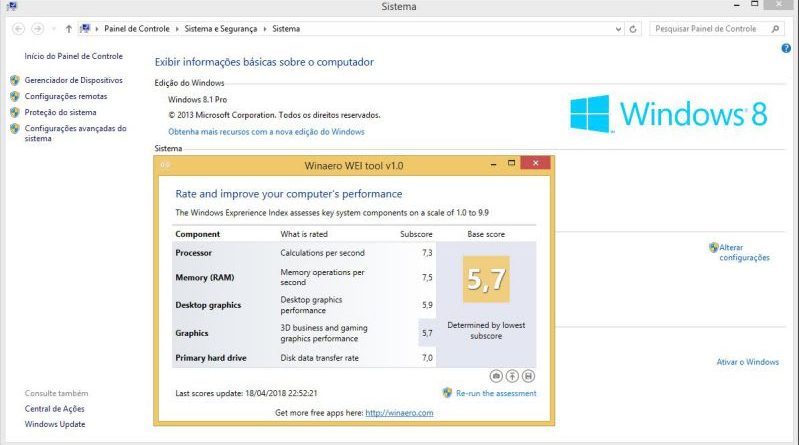 Sistema
Painel de Controle Sistema e Segurança Sistema
Pesquisar Painel de Controle
Início do Painel de Controle
Gerenciador de Dispositivos
Configurações remotas
Proteção do sistema
Configurações avançadas do
sistema
Exibir informações básicas sobre o computador
Edição do Windows
Windows 8.1 Pro
© 2013 Microsoft Corporation. Todos os direitos reservados.
Obtenha mais recursos com a nova edição do Windows
Windows 8
Sistema
Winaero WEI tool v1.0
Rate and improve your computer's performance
The Windows Exprerience Index assesses key system components on a scale of 1.0 to 9.9
Component What is rated Subscore Base score
Processor Calculations per second 7,3
Memory (RAM) Memory operations per
second 7,5
Desktop graphics Desktop graphics
performance 5,9
Graphics 3D business and gaming
graphics performance 5,7
Primary hard drive Disk data transfer rate 7,0
5,7
Determined by lowest
subscore
Last scores update: 18/04/2018 22:52:21
Re-run the assessment
Get more free apps here: http://winaero.com
Alterar
configurações
Ativar o Windows
Consulte também
Central de Ações
Windows Update